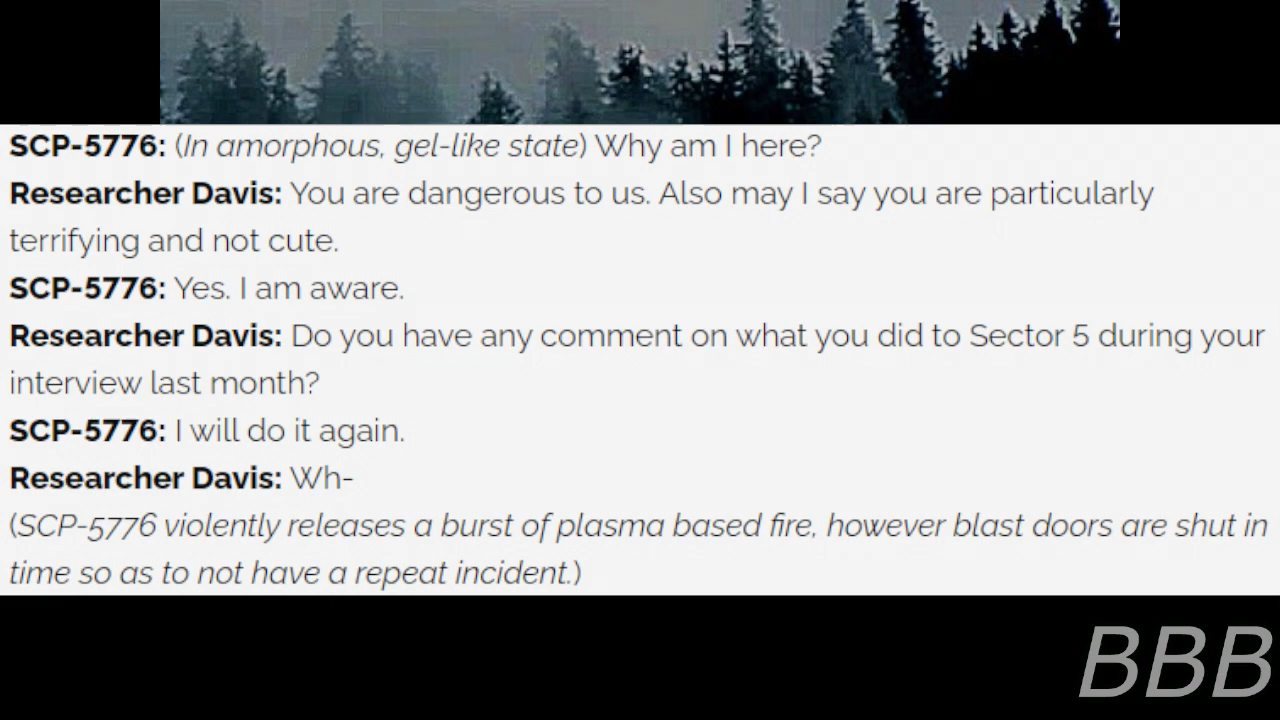 SCP-5776: (In amorphous, gel-like state) Why am I here?
Researcher Davis: You are dangerous to us. Also may I say you are particularly
terrifying and not cute.
SCP-5776: Yes. I am aware.
Researcher Davis: Do you have any comment on what you did to Sector 5 during your
interview last month?
SCP-5776: I will do it again.
Researcher Davis: Wh-
(SCP-5776 violently releases a burst of plasma based fire, however blast doors are shut in
time so as to not have a repeat incident.)
BBB